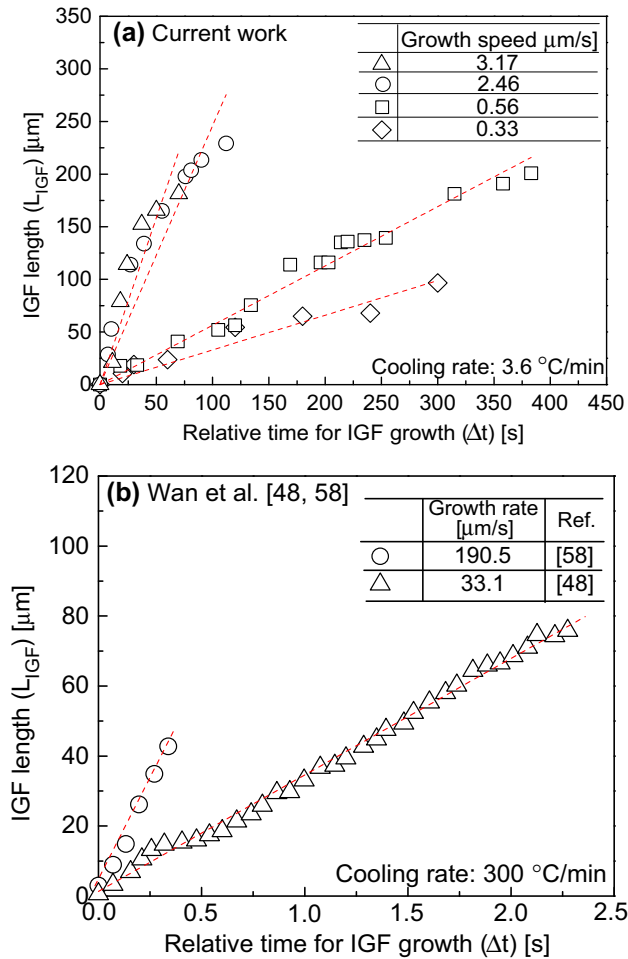 (a) Current work
Growth speed μm/s]
3.17
2.46
0.56
0.33
350
300
250
200
150
100
50
0
IGF length (L_IGF) [μm]
Cooling rate: 3.6 °C/min
0 50 100 150 200 250 300 350 400 450
Relative time for IGF growth (Δt) [s]
(b) Wan et al. [48, 58]
Growth rate [μm/s] Ref.
190.5 [58]
33.1 [48]
120
100
80
60
40
20
0
IGF length (L_IGF) [μm]
Cooling rate: 300 °C/min
0.0 0.5 1.0 1.5 2.0 2.5
Relative time for IGF growth (Δt) [s]